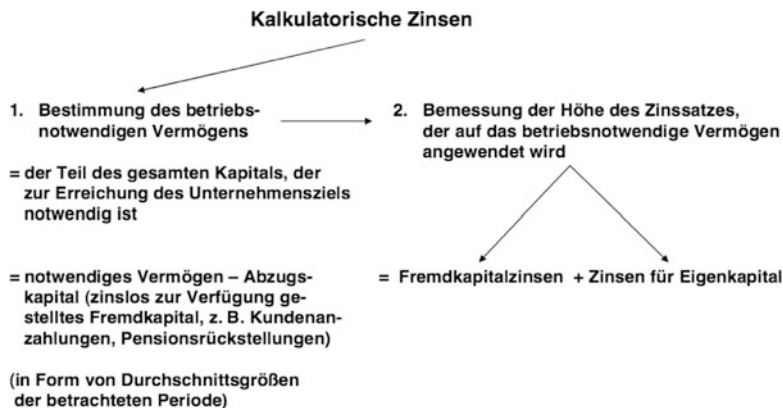 Kalkulatorische Zinsen
1. Bestimmung des betriebs-
notwendigen Vermögens
= der Teil des gesamten Kapitals, der
zur Erreichung des Unternehmensziels
notwendig ist
= notwendiges Vermögen – Abzugs-
kapital (zinslos zur Verfügung ge-
stelltes Fremdkapital, z. B. Kundenan-
zahlungen, Pensionsrückstellungen)
(in Form von Durchschnittsgrößen
der betrachteten Periode)
2. Bemessung der Höhe des Zinssatzes,
der auf das betriebsnotwendige Vermögen
angewendet wird
= Fremdkapitalzinsen + Zinsen für Eigenkapital